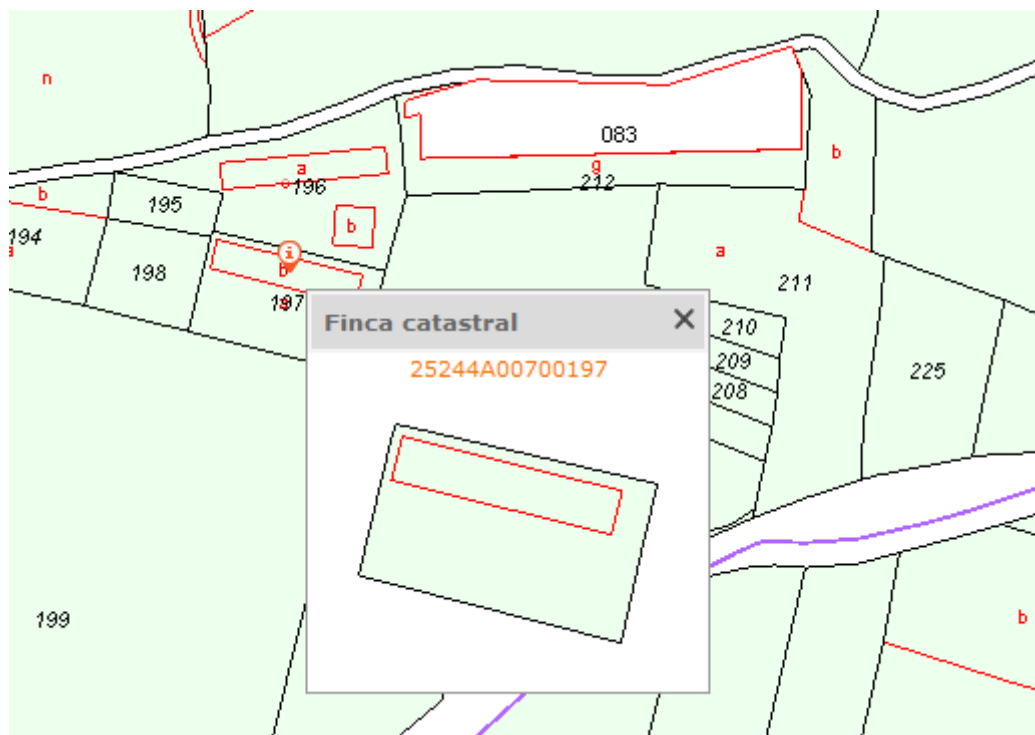 n
083
b
a
g
196
212
b
195
b
194
b
a
a
198
b
211
197
a
210
209
208
225
Finca catastral
25244A00700197
199
b